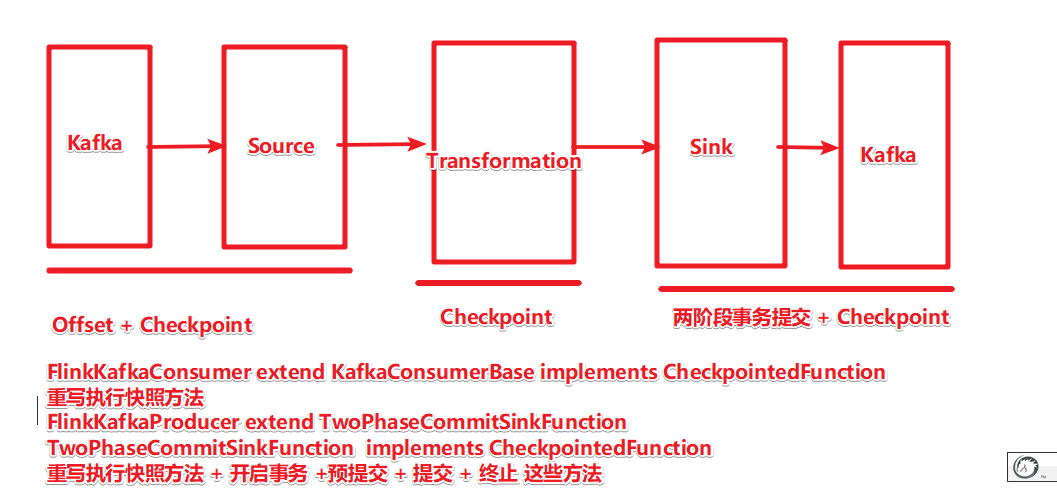 Kafka
Source
Transformation
Sink
Kafka
Offset + Checkpoint
Checkpoint
两阶段事务提交 + Checkpoint
FlinkKafkaConsumer extend KafkaConsumerBase implements CheckpointedFunction
重写执行快照方法
FlinkKafkaProducer extend TwoPhaseCommitSinkFunction
TwoPhaseCommitSinkFunction implements CheckpointedFunction
重写执行快照方法 + 开启事务 +预提交 + 提交 + 终止 这些方法